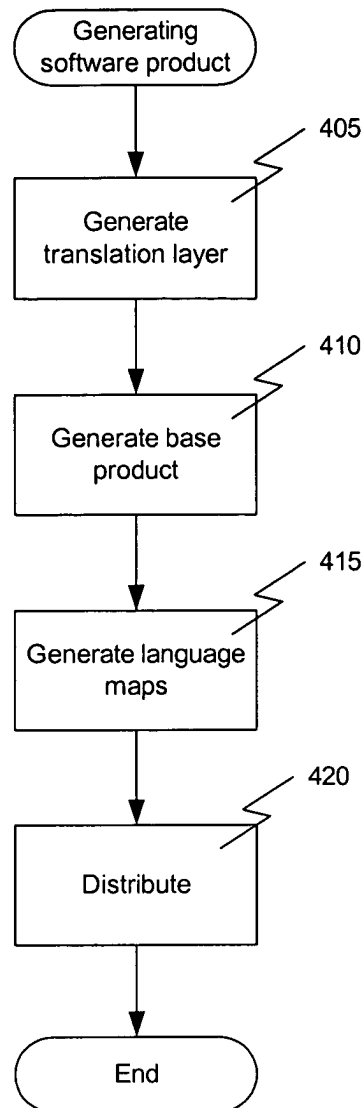 Generating
software product
405
Generate
translation layer
410
Generate base
product
415
Generate language
maps
420
Distribute
End